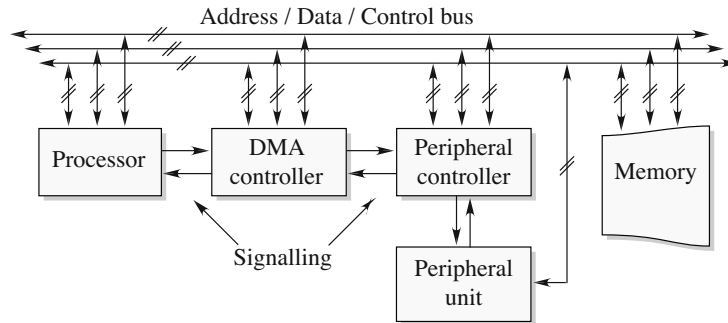 Address / Data / Control bus
Processor
DMA
controller
Peripheral
controller
Memory
Signalling
Peripheral
unit